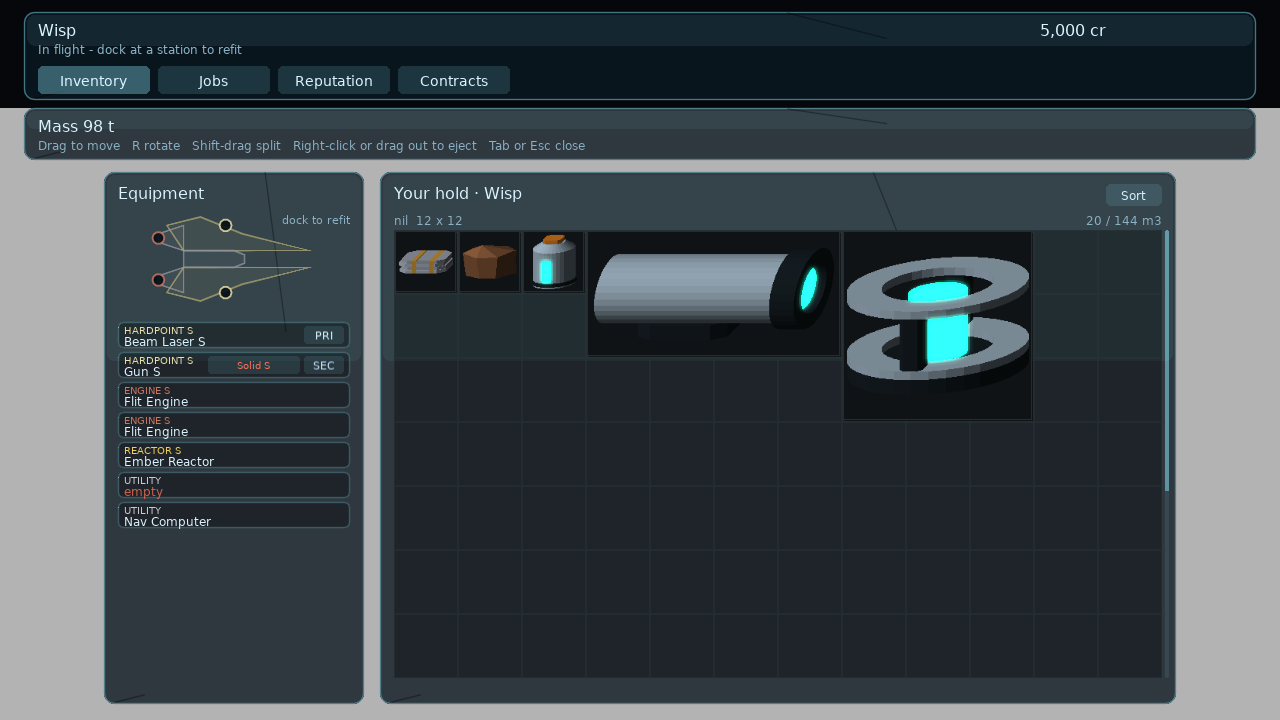 Wisp
5,000 cr
In flight - dock at a station to refit
Inventory
Jobs
Reputation
Contracts
Mass 98 t
Drag to move R rotate Shift-drag split Right-click or drag out to eject Tab or Esc close
Equipment
dock to refit
HARDPOINT S
Beam Laser S
PRI
HARDPOINT S
Gun S
Solid S
SEC
ENGINE S
Flit Engine
ENGINE S
Flit Engine
REACTOR S
Ember Reactor
UTILITY
empty
UTILITY
Nav Computer
Your hold · Wisp
Sort
nil 12 x 12
20 / 144 m3